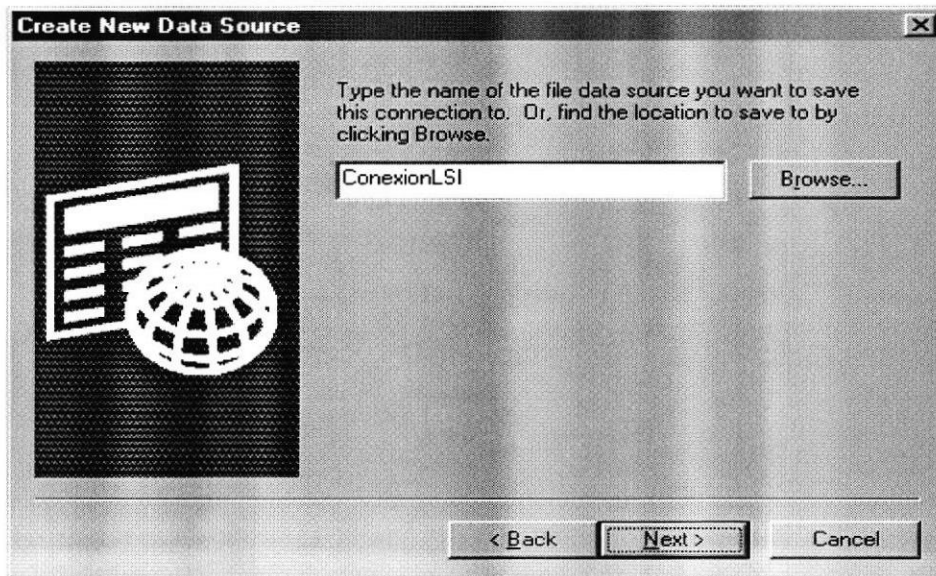 Create New Data Source
Type the name of the file data source you want to save
this connection to. Or, find the location to save to by
clicking Browse.
ConexionLSI
Browse...
< Back
Next >
Cancel